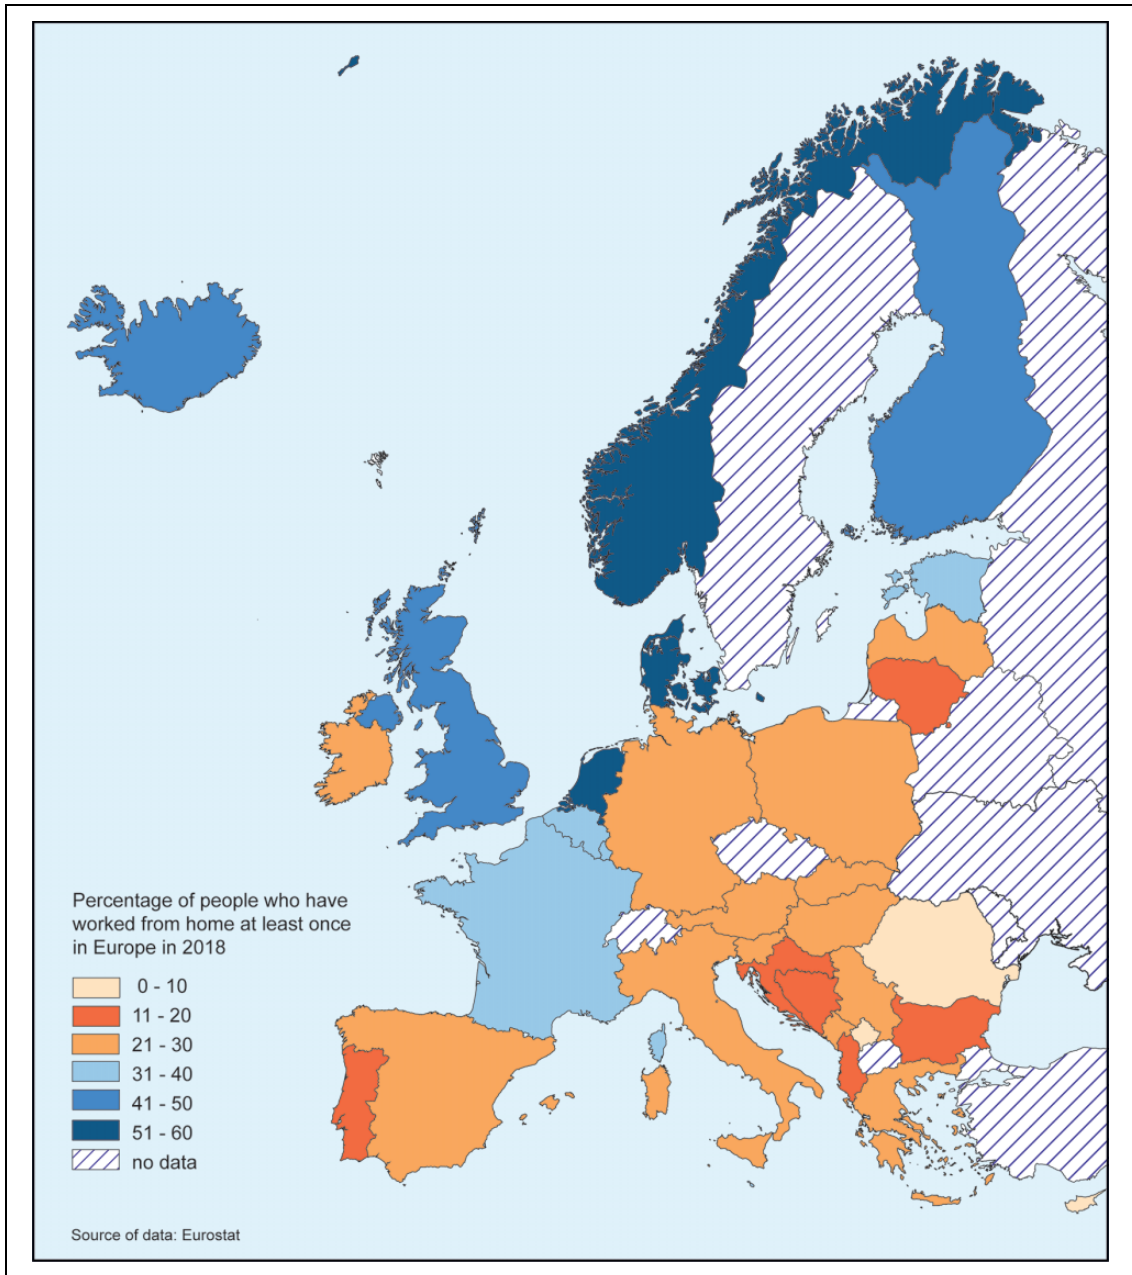 Percentage of people who have
worked from home at least once
in Europe in 2018
0 - 10
11 - 20
21 - 30
31 - 40
41 - 50
51 - 60
no data
Source of data: Eurostat